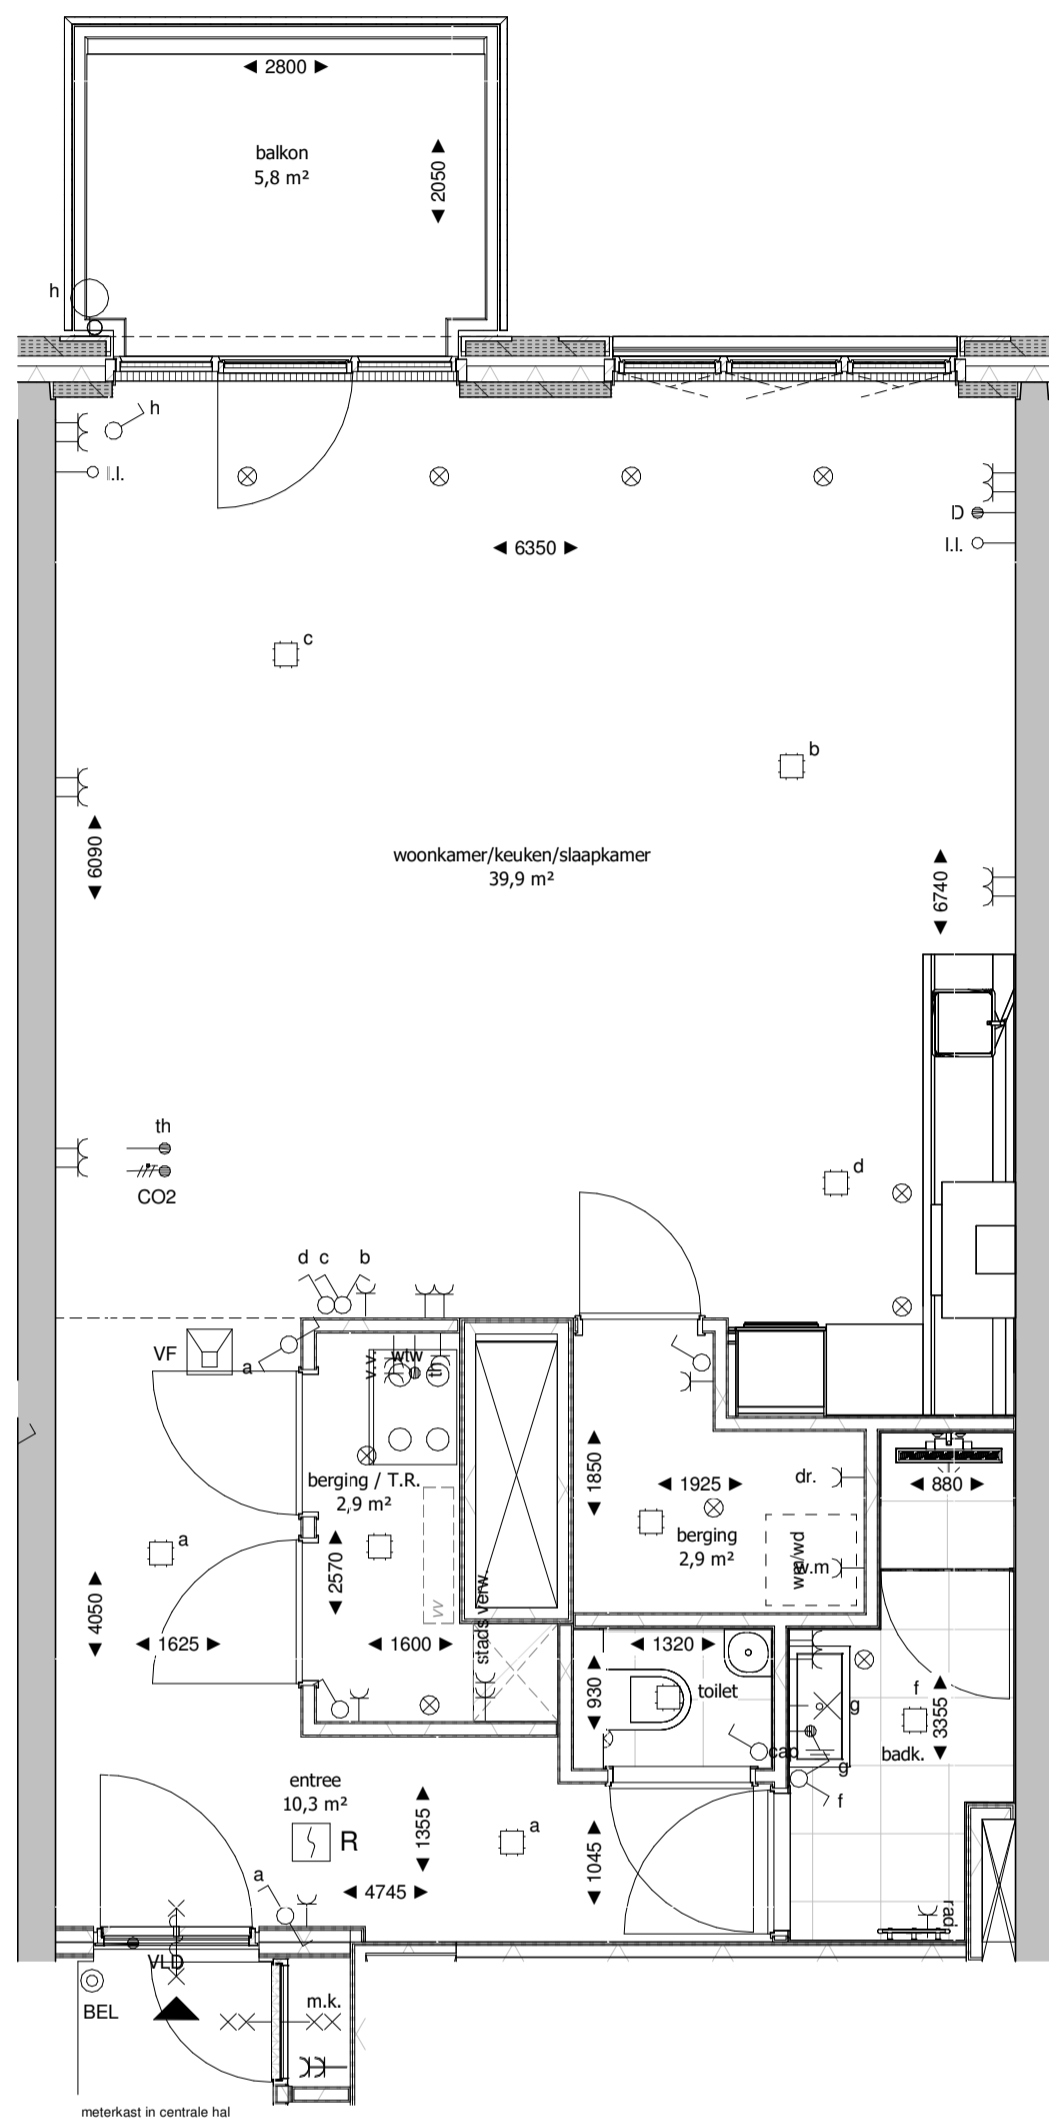 2800
balkon
5,8 m²
2050
h
h
l.l.
D
l.l.
6350
c
b
woonkamer/keuken/slaapkamer
39,9 m²
6090
6740
th
CO2
d
d c b
VF
a
v.v.
wtw
th
berging / T.R.
2,9 m²
1850
1925
dr.
880
berging
2,9 m²
wm/wd
w.m
a
2570
vv
stads verw.
4050
1625
1600
1320
930
toilet
cap
g
f
3355
badk.
g
f
entree
10,3 m²
R
1355
a
1045
a
4745
rad
VLD
BEL
m.k.
meterkast in centrale hal